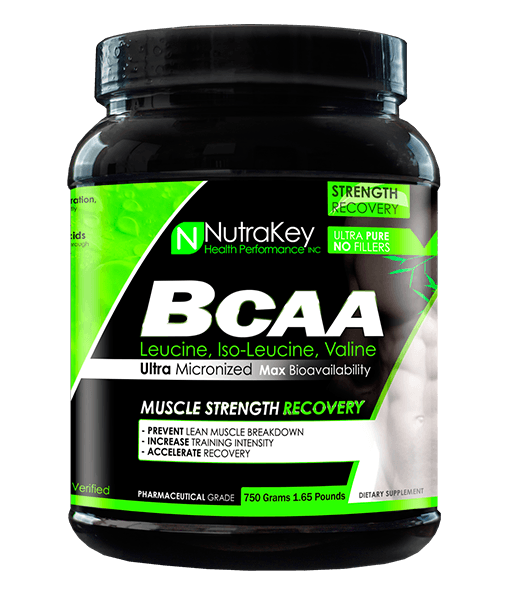 ration.
cids
STRENGTH
RECOVERY
ULTRA PURE
NO FILLERS
N NutraKey
Health Performance INC
BCAA
Leucine, Iso-Leucine, Valine
Ultra Micronized Max Bioavailability
MUSCLE STRENGTH RECOVERY
- PREVENT LEAN MUSCLE BREAKDOWN
- INCREASE TRAINING INTENSITY
- ACCELERATE RECOVERY
Verified
PHARMACEUTICAL GRADE
750 Grams 1.65 Pounds
DIETARY SUPPLEMENT